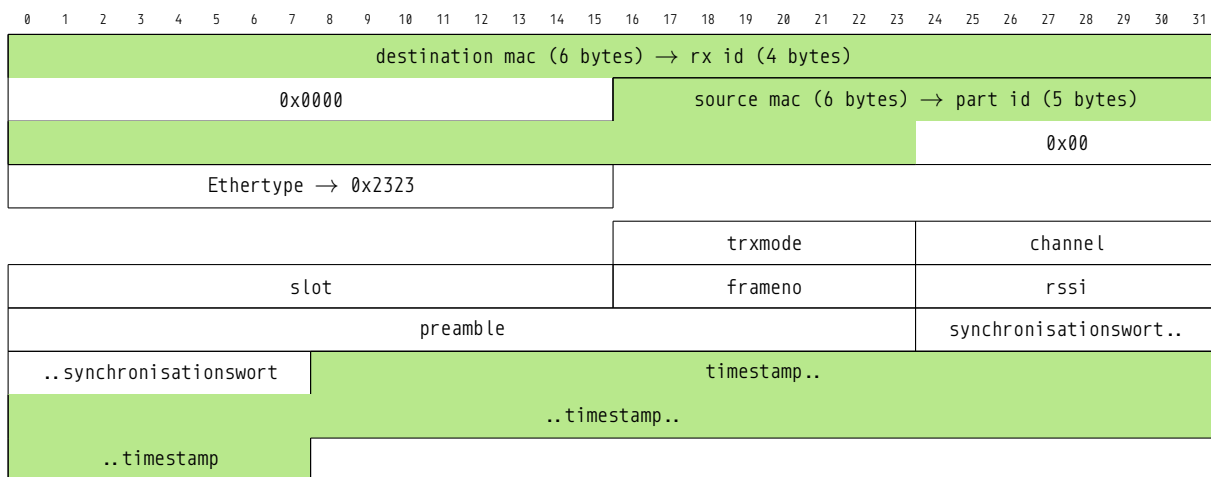 0 1 2 3 4 5 6 7 8 9 10 11 12 13 14 15 16 17 18 19 20 21 22 23 24 25 26 27 28 29 30 31
destination mac (6 bytes) → rx id (4 bytes)
0x0000 source mac (6 bytes) → part id (5 bytes)
0x00
Ethertype → 0x2323
trxmode channel
slot frameno rssi
preamble synchronisationswort..
..synchronisationswort timestamp..
..timestamp..
..timestamp